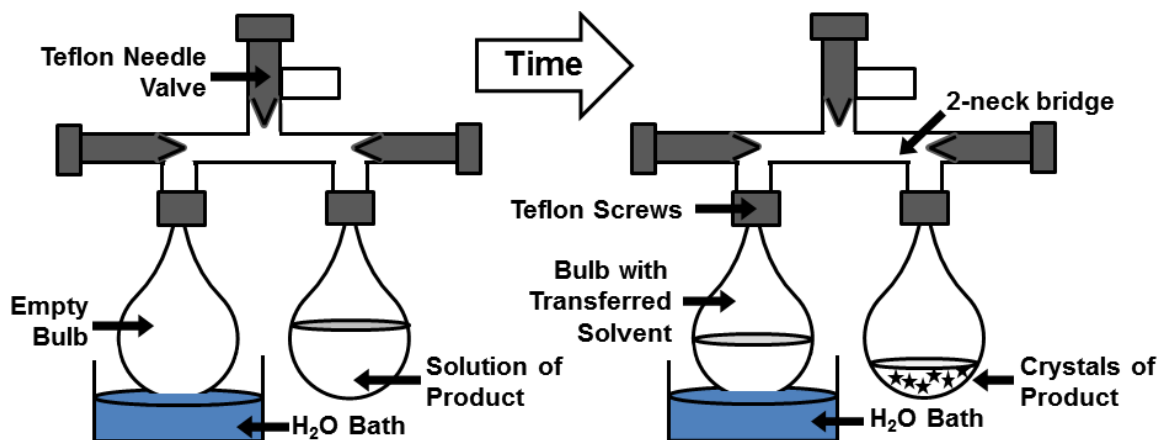 Teflon Needle
Valve
Time
2-neck bridge
Teflon Screws
Empty
Bulb
Bulb with
Transferred
Solvent
Solution of
Product
Crystals of
Product
H₂O Bath
H₂O Bath